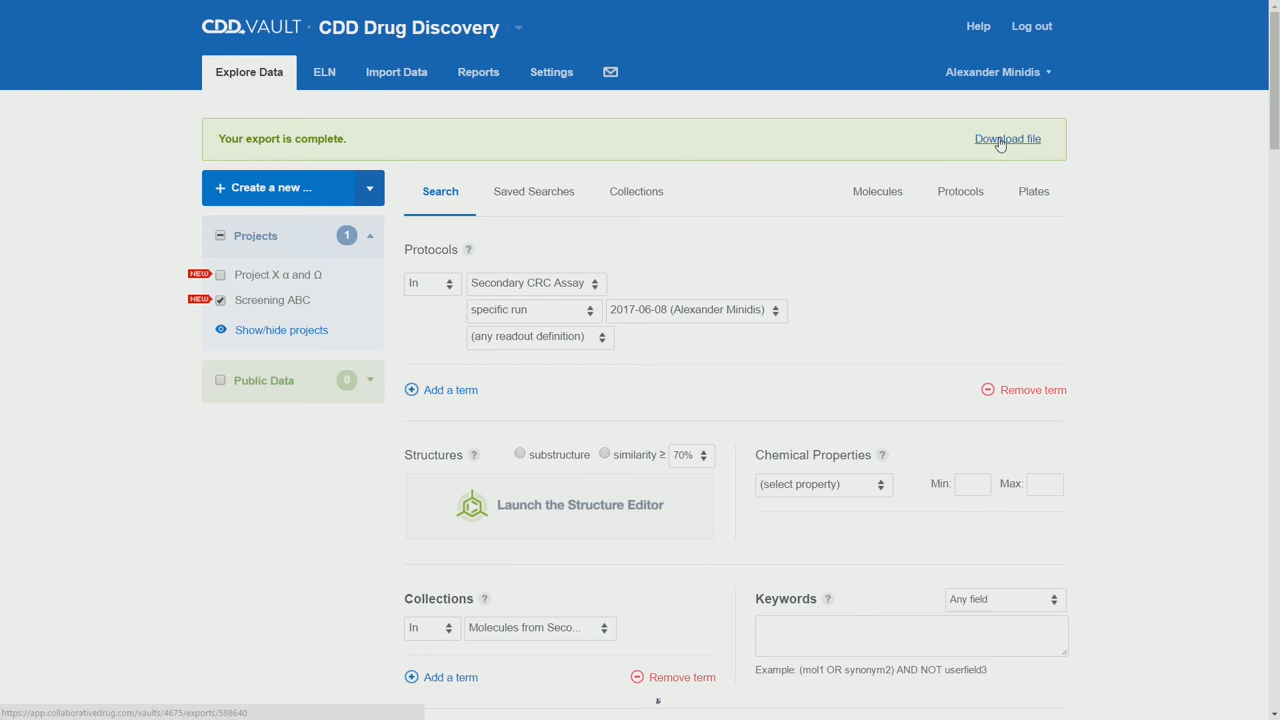 CDD. VAULT · CDD Drug Discovery
Help Log out
Explore Data ELN Import Data Reports Settings Alexander Minidis
Your export is complete. Download file
+ Create a new ...
Search Saved Searches Collections Molecules Protocols Plates
Projects 1
NEW Project X α and Ω
NEW Screening ABC
Show/hide projects
Public Data 0
Protocols ?
In Secondary CRC Assay
specific run 2017-06-08 (Alexander Minidis)
(any readout definition)
Add a term Remove term
Structures ? substructure similarity ≥ 70%
Launch the Structure Editor
Chemical Properties ?
(select property) Min: Max:
Collections ?
In Molecules from Seco...
Add a term Remove term
Keywords ? Any field
Example: (mol1 OR synonym2) AND NOT userfield3
https://app.collaborativedrug.com/vaults/4675/exports/598640